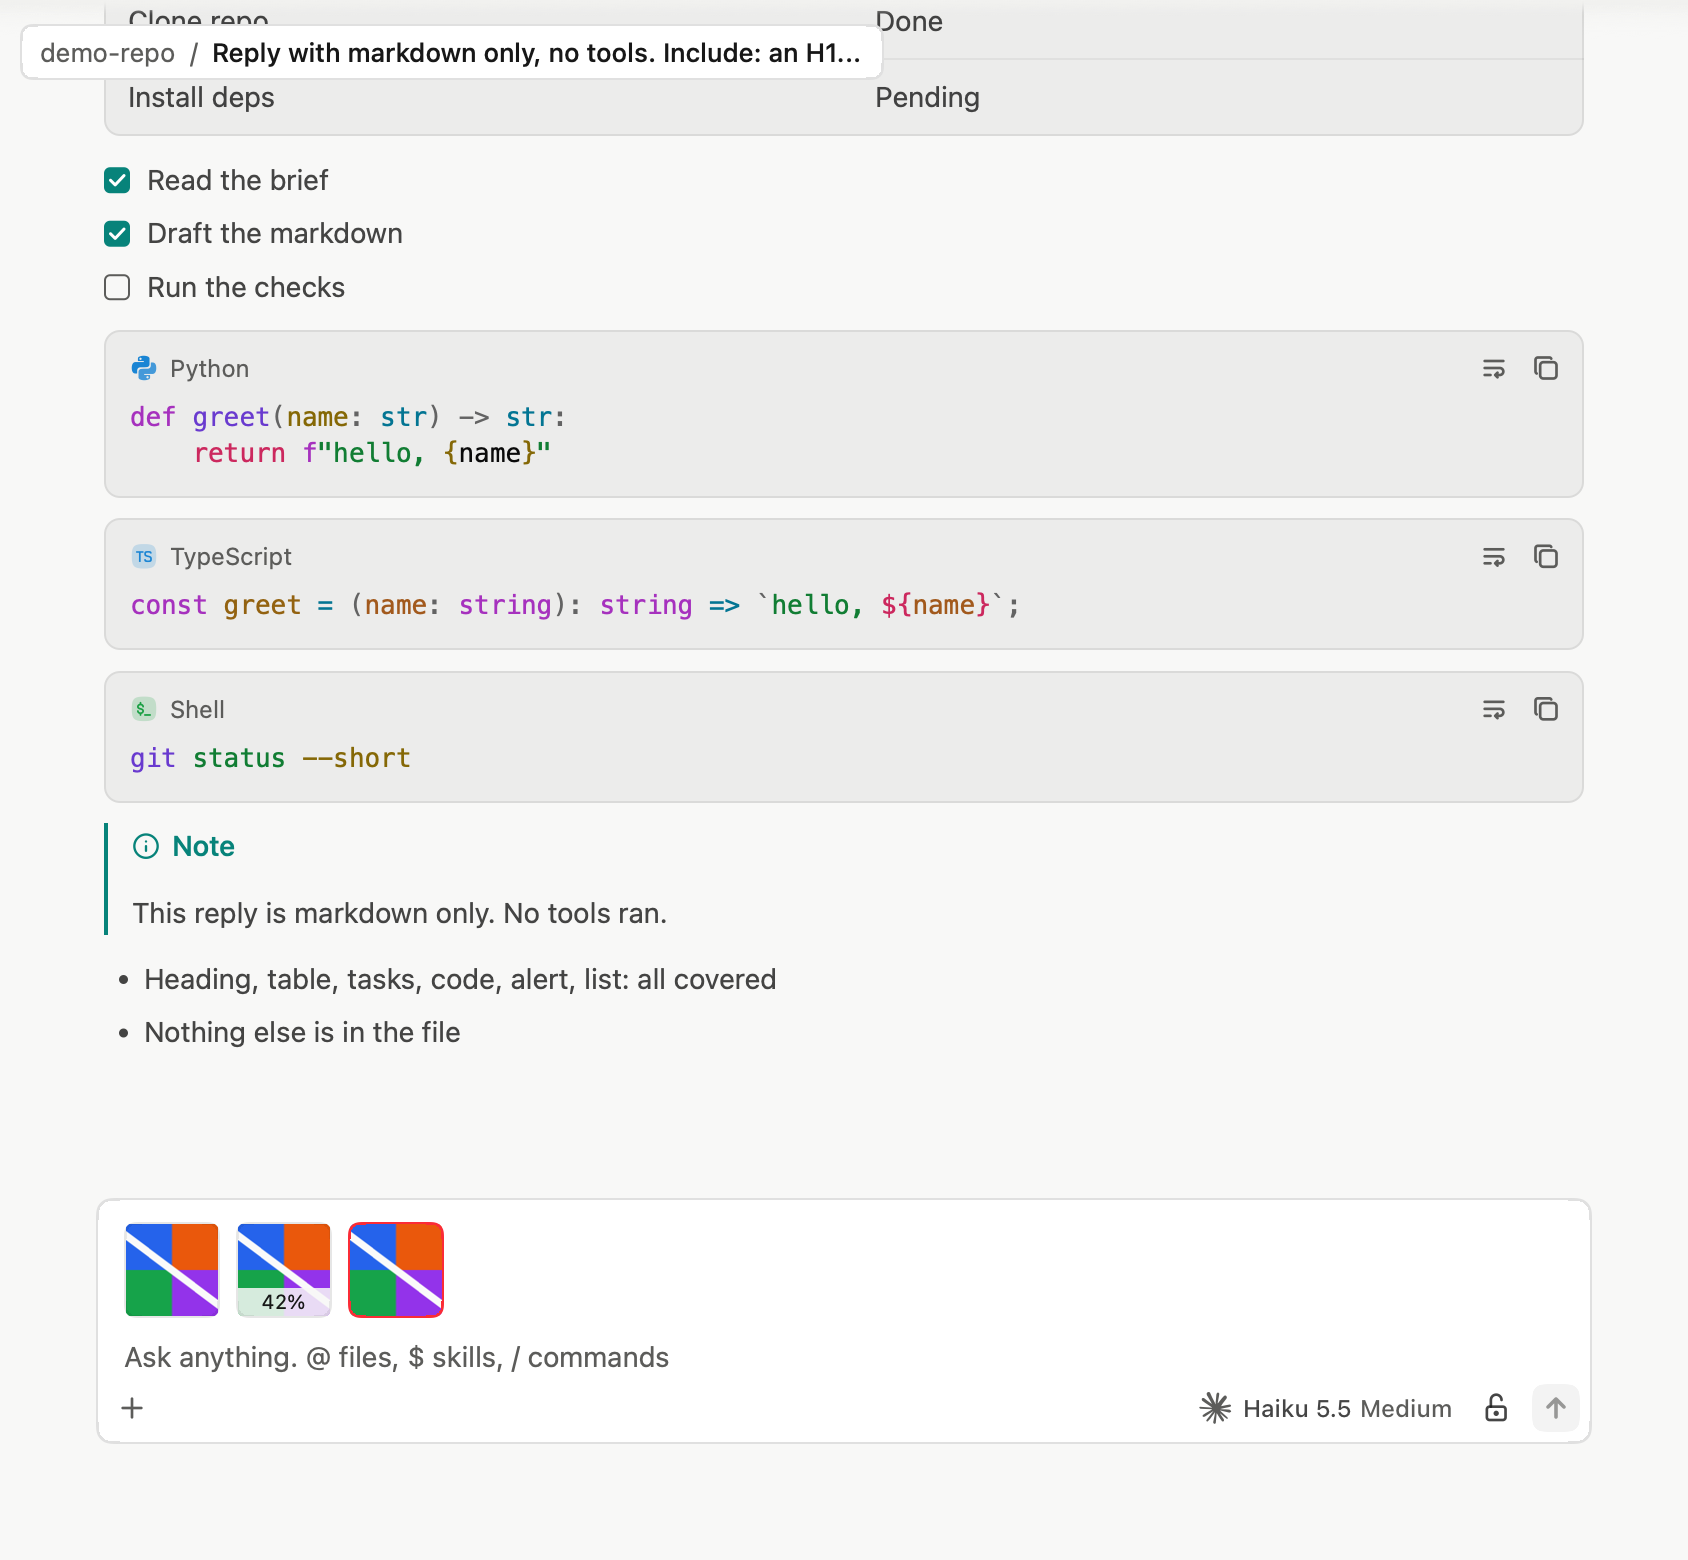 Clone repo Done
demo-repo / Reply with markdown only, no tools. Include: an H1...
Install deps Pending
Read the brief
Draft the markdown
Run the checks
Python
def greet(name: str) -> str:
    return f"hello, {name}"
TS TypeScript
const greet = (name: string): string => `hello, ${name}`;
$_ Shell
git status --short
Note
This reply is markdown only. No tools ran.
• Heading, table, tasks, code, alert, list: all covered
• Nothing else is in the file
42%
Ask anything. @ files, $ skills, / commands
Haiku 5.5 Medium